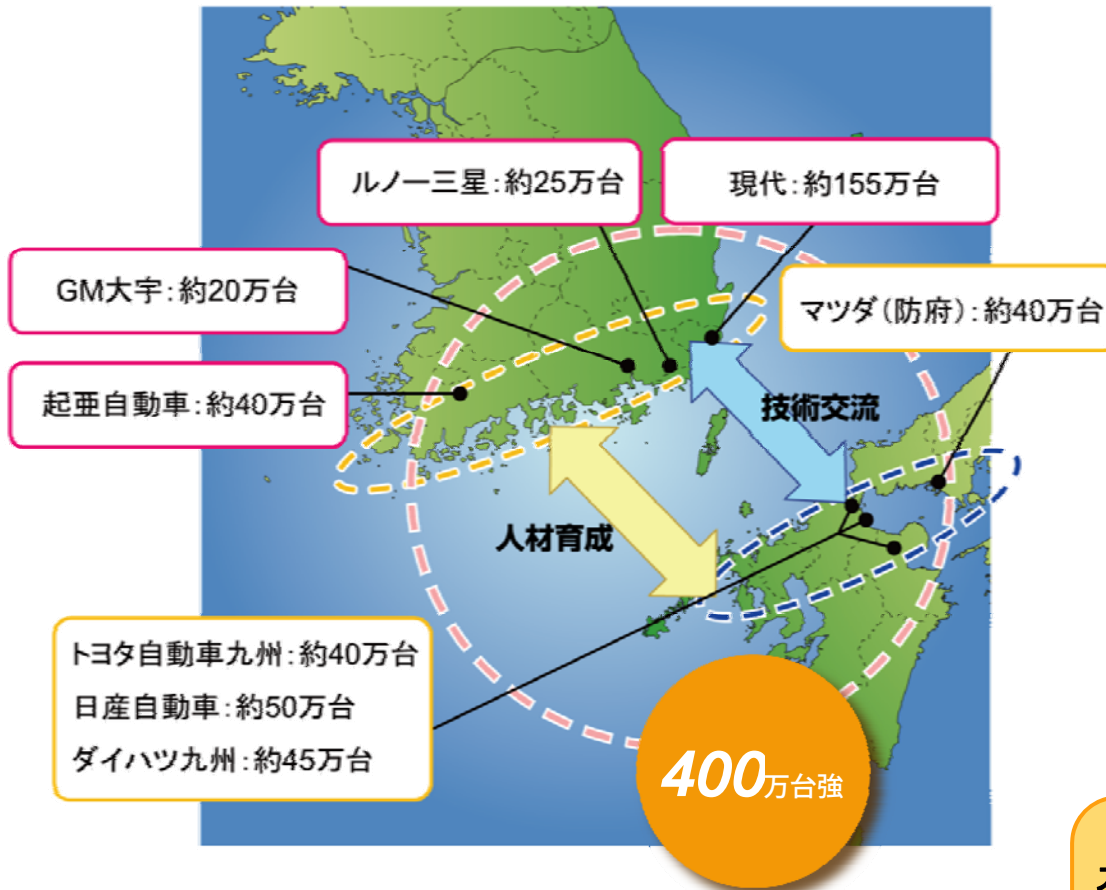 ルノー三星：約25万台
現代：約155万台
GM大宇：約20万台
マツダ（防府）：約40万台
起亜自動車：約40万台
技術交流
人材育成
トヨタ自動車九州：約40万台
日産自動車：約50万台
ダイハツ九州：約45万台
400万台強